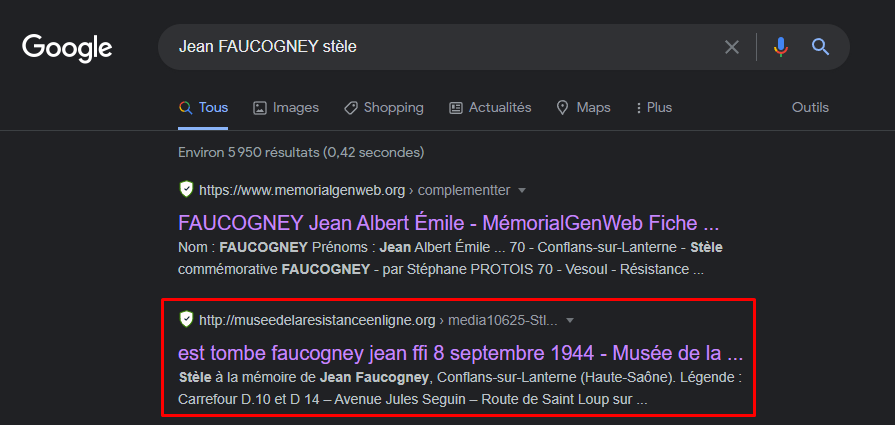 Google
Jean FAUCOGNEY stèle
Tous Images Shopping Actualités Maps Plus Outils
Environ 5 950 résultats (0,42 secondes)
https://www.memorialgenweb.org › complementter
FAUCOGNEY Jean Albert Émile - MémorialGenWeb Fiche ...
Nom : FAUCOGNEY Prénoms : Jean Albert Émile ... 70 - Conflans-sur-Lanterne - Stèle
commémorative FAUCOGNEY - par Stéphane PROTOIS 70 - Vesoul - Résistance ...
http://museedelaresistanceenligne.org › media10625-Stl...
est tombe faucogney jean ffi 8 septembre 1944 - Musée de la ...
Stèle à la mémoire de Jean Faucogney, Conflans-sur-Lanterne (Haute-Saône). Légende :
Carrefour D.10 et D 14 – Avenue Jules Seguin – Route de Saint Loup sur ...